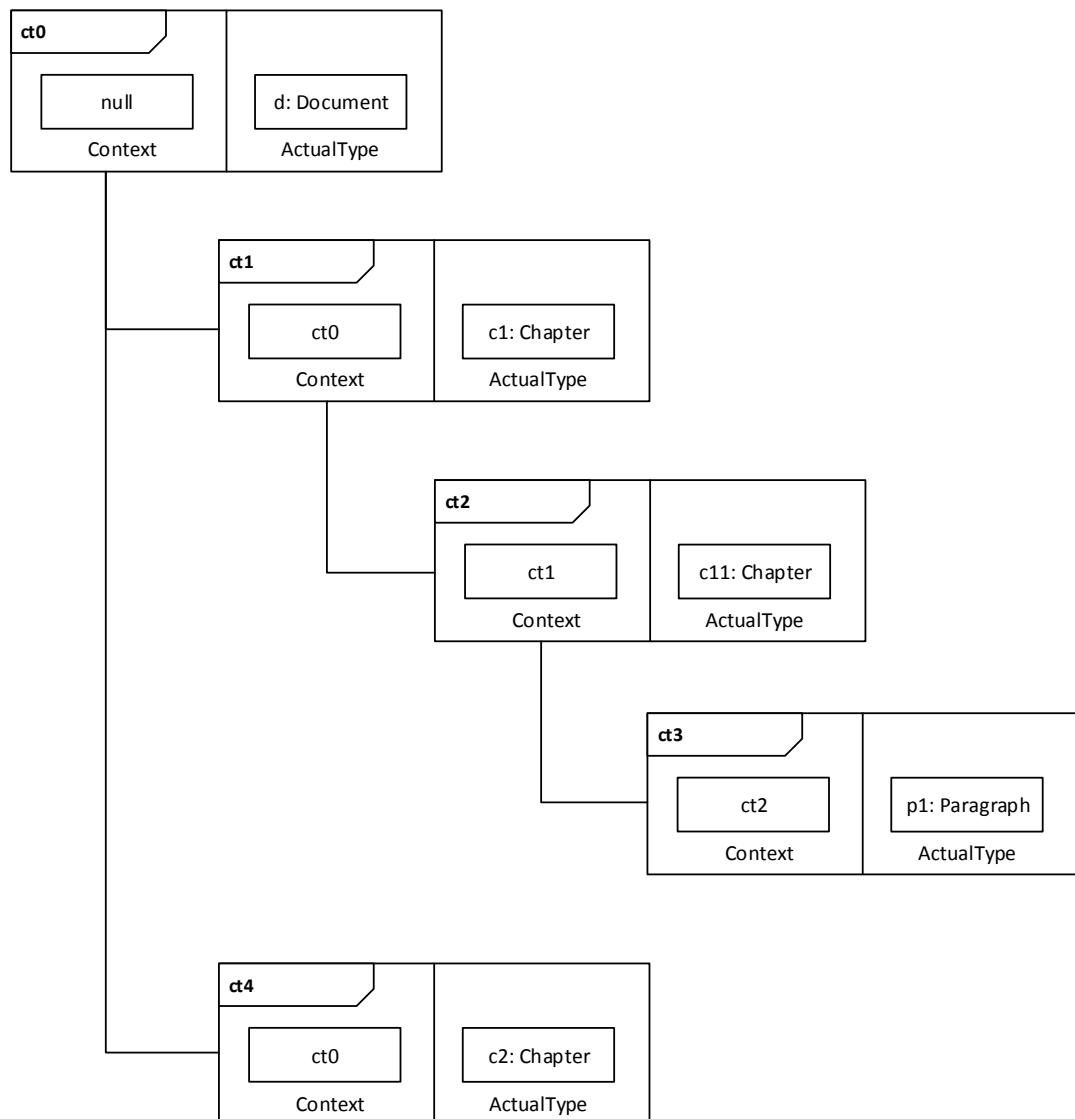 ct0
null
d: Document
Context
ActualType
ct1
ct0
c1: Chapter
Context
ActualType
ct2
ct1
c11: Chapter
Context
ActualType
ct3
ct2
p1: Paragraph
Context
ActualType
ct4
ct0
c2: Chapter
Context
ActualType